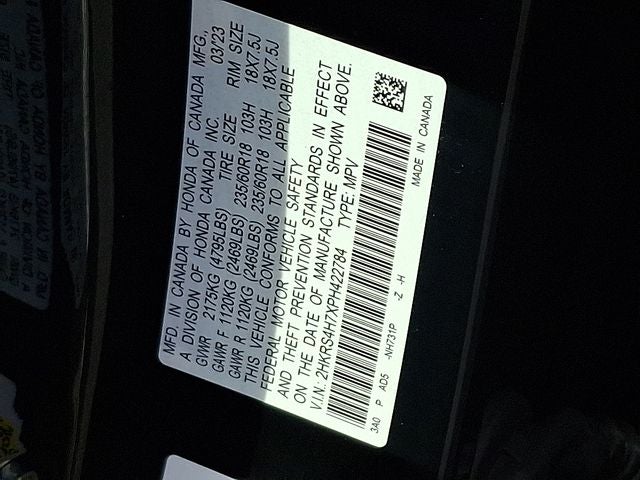 MFD. IN CANADA BY HONDA OF CANADA MFG.,
A DIVISION OF HONDA CANADA INC. 03/23
GVWR 2175KG (4795LBS) TIRE SIZE RIM SIZE
GAWR F 1120KG (2469LBS) 235/60R18 103H 18X7.5J
GAWR R 1120KG (2469LBS) 235/60R18 103H 18X7.5J
THIS VEHICLE CONFORMS TO ALL APPLICABLE
FEDERAL MOTOR VEHICLE SAFETY
AND THEFT PREVENTION STANDARDS IN EFFECT
ON THE DATE OF MANUFACTURE SHOWN ABOVE.
V.I.N.: 2HKRS4H7XPH422784 TYPE: MPV
3A0 P AD5 -NH731P -Z -H
MADE IN CANADA